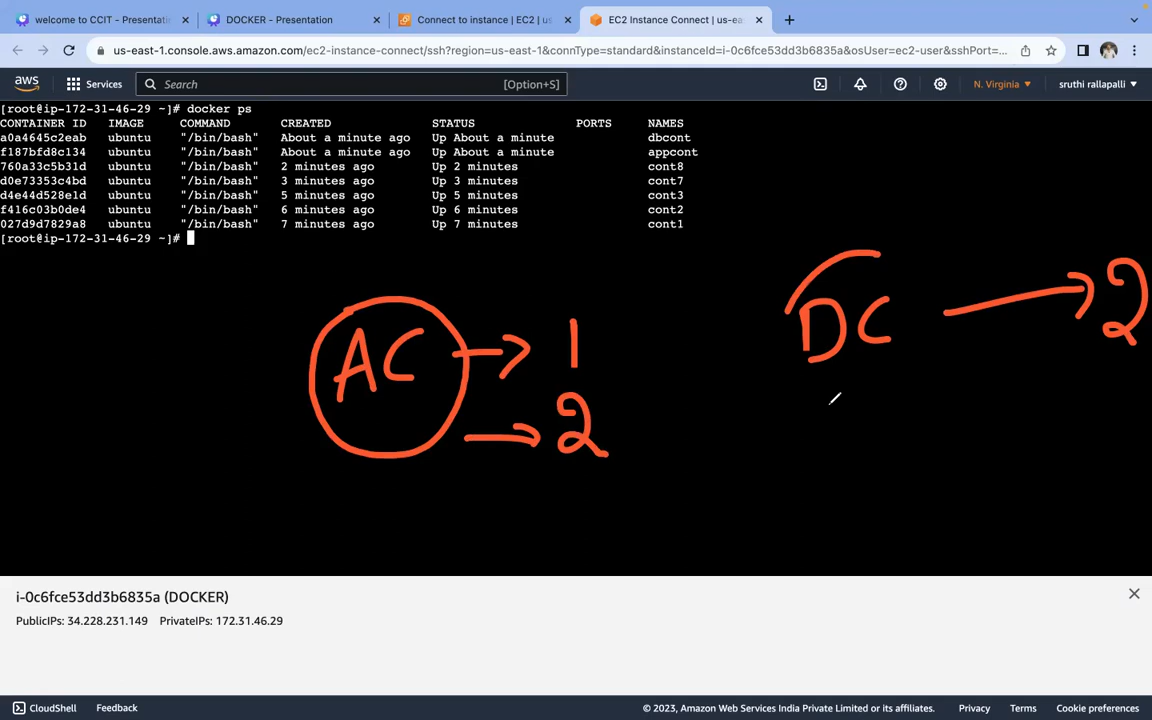 welcome to CCIT - Presentatio
DOCKER - Presentation
Connect to instance | EC2 | us
EC2 Instance Connect | us-ea
us-east-1.console.aws.amazon.com/ec2-instance-connect/ssh?region=us-east-1&connType=standard&instanceId=i-0c6fce53dd3b6835a&osUser=ec2-user&sshPort=...
aws Services Search [Option+S] N. Virginia sruthi rallapalli
[root@ip-172-31-46-29 ~]# docker ps
CONTAINER ID IMAGE COMMAND CREATED STATUS PORTS NAMES
a0a4645c2eab ubuntu "/bin/bash" About a minute ago Up About a minute dbcont
f187bfd8c134 ubuntu "/bin/bash" About a minute ago Up About a minute appcont
760a33c5b31d ubuntu "/bin/bash" 2 minutes ago Up 2 minutes cont8
d0e73353c4bd ubuntu "/bin/bash" 3 minutes ago Up 3 minutes cont7
d4e44d528e1d ubuntu "/bin/bash" 5 minutes ago Up 5 minutes cont3
f416c03b0de4 ubuntu "/bin/bash" 6 minutes ago Up 6 minutes cont2
027d9d7829a8 ubuntu "/bin/bash" 7 minutes ago Up 7 minutes cont1
[root@ip-172-31-46-29 ~]#
AC → 1
→ 2
DC → 2
i-0c6fce53dd3b6835a (DOCKER)
PublicIPs: 34.228.231.149 PrivateIPs: 172.31.46.29
CloudShell Feedback © 2023, Amazon Web Services India Private Limited or its affiliates. Privacy Terms Cookie preferences